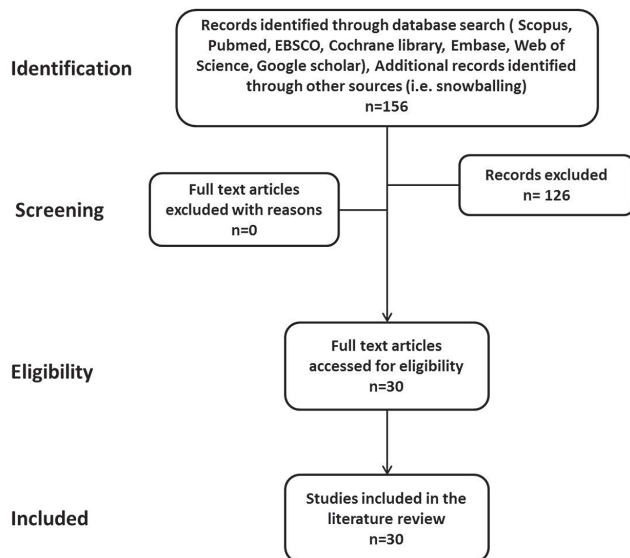 Identification
Records identified through database search ( Scopus,
Pubmed, EBSCO, Cochrane library, Embase, Web of
Science, Google scholar), Additional records identified
through other sources (i.e. snowballing)
n=156
Screening
Full text articles
excluded with reasons
n=0
Records excluded
n= 126
Eligibility
Full text articles
accessed for eligibility
n=30
Included
Studies included in the
literature review
n=30